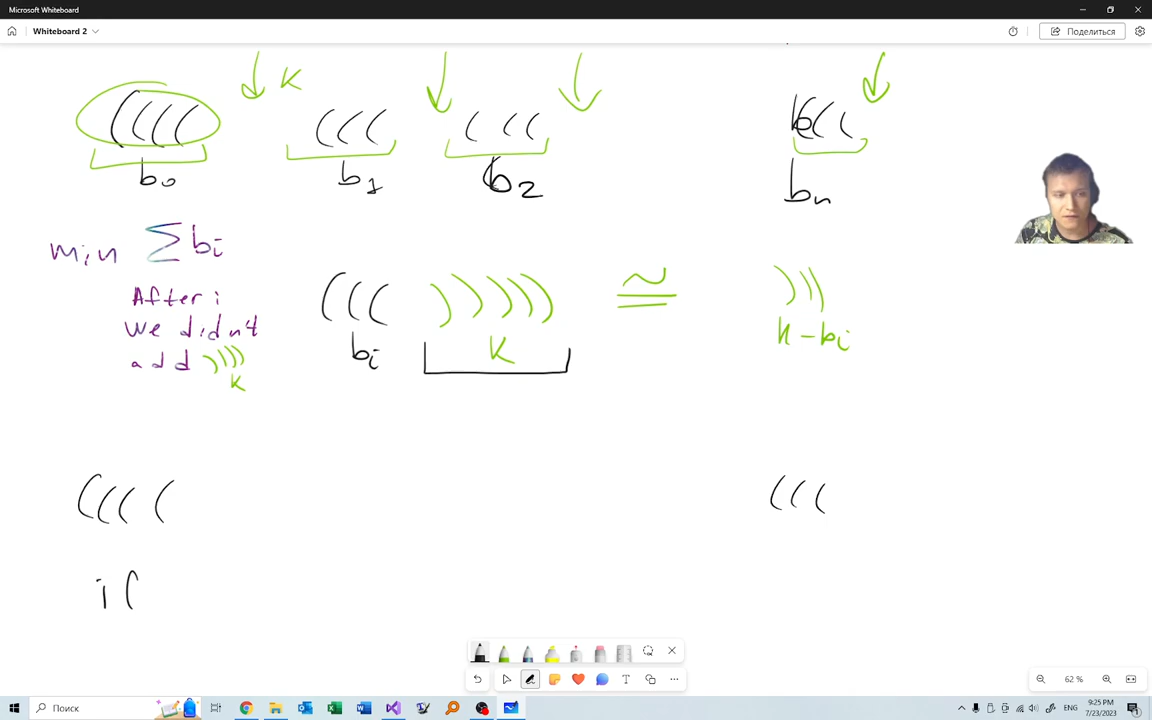 Microsoft Whiteboard
Whiteboard 2
Поделиться
K
( ( ( (
( ( (
( ( (
( ( (
b₀
b₁
b₂
bₙ
min ∑ bᵢ
After i
We didn't
add ))))
K
( ( (
) ) ) ) )
≅
) ) )
bᵢ
K
K - bᵢ
( ( ( (
( ( (
i (
62 %
Поиск
ENG
9:25 PM
7/23/2023